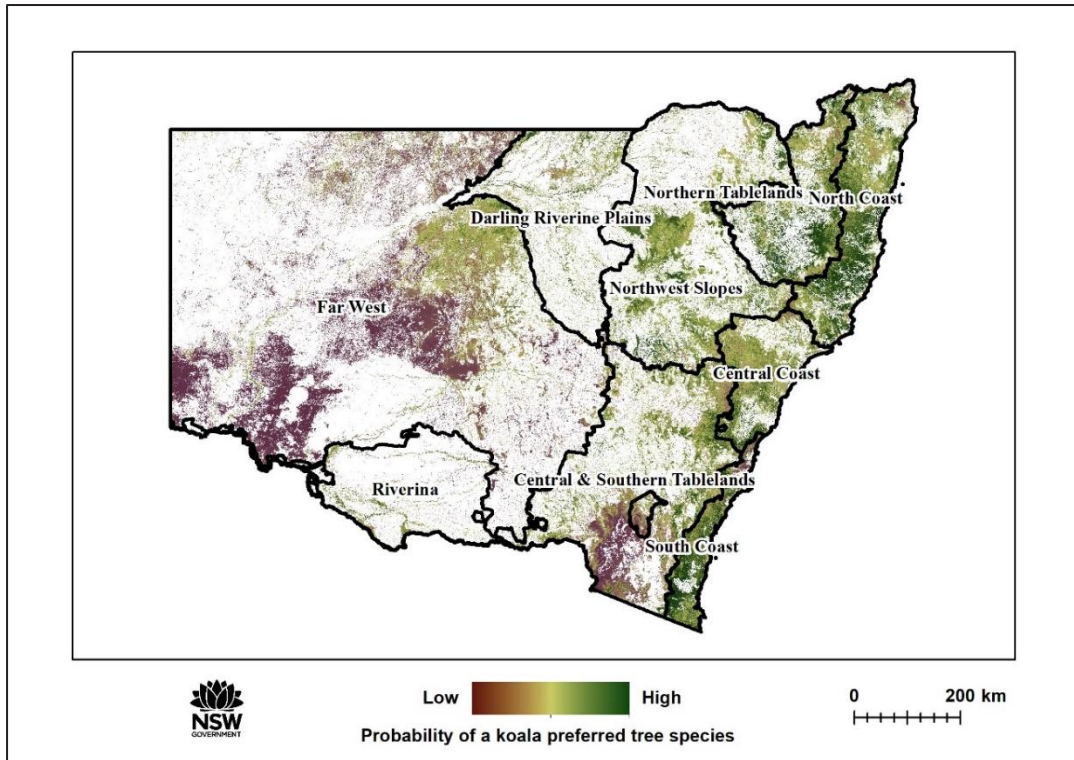 Northern Tablelands
North Coast
Darling Riverine Plains
Northwest Slopes
Far West
Central Coast
Central & Southern Tablelands
Riverina
South Coast
Low
High
Probability of a koala preferred tree species
NSW
GOVERNMENT
0
200 km